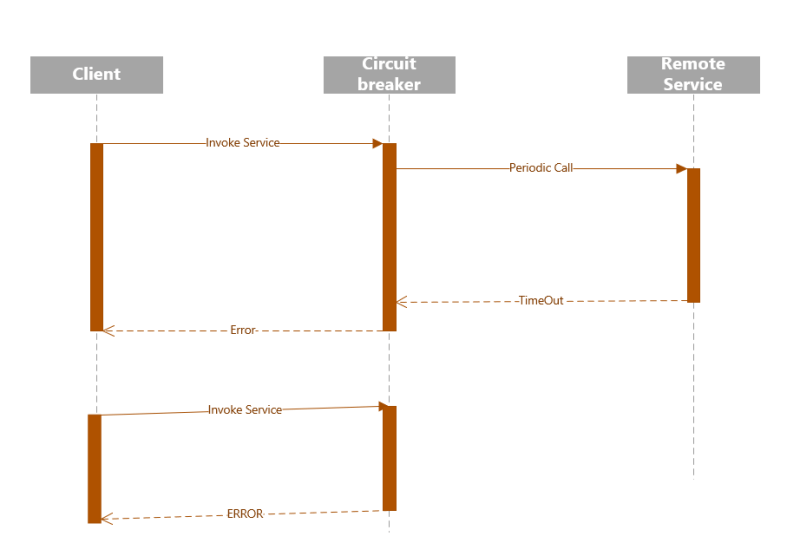 Client
Circuit
breaker
Remote
Service
Invoke Service
Periodic Call
TimeOut
Error
Invoke Service
ERROR